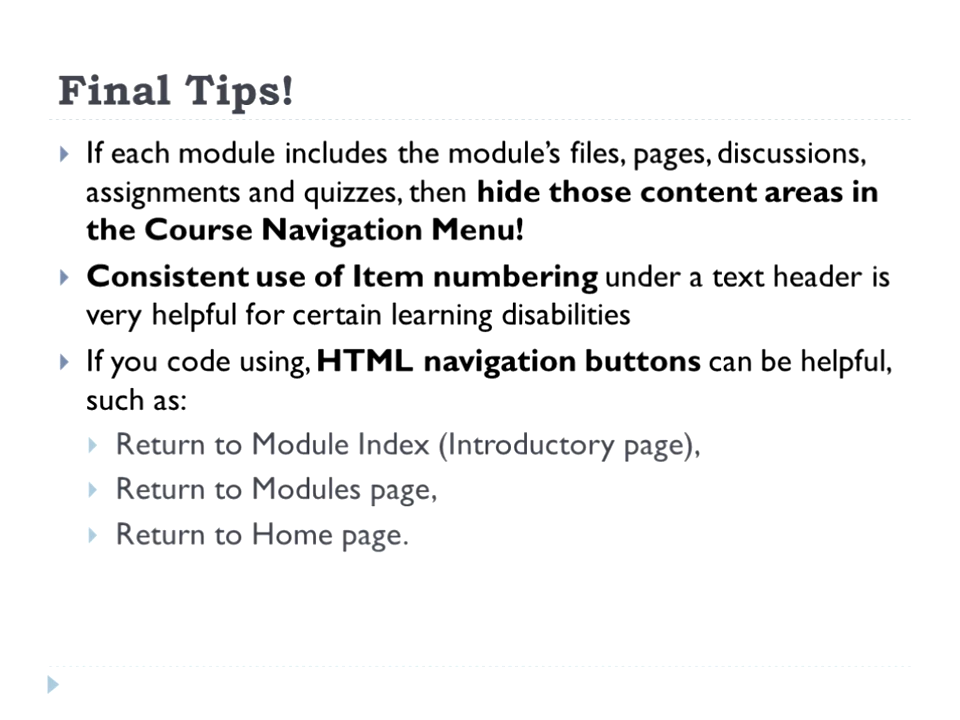 Final Tips!
If each module includes the module’s files, pages, discussions,
assignments and quizzes, then hide those content areas in
the Course Navigation Menu!
Consistent use of Item numbering under a text header is
very helpful for certain learning disabilities
If you code using, HTML navigation buttons can be helpful,
such as:
Return to Module Index (Introductory page),
Return to Modules page,
Return to Home page.